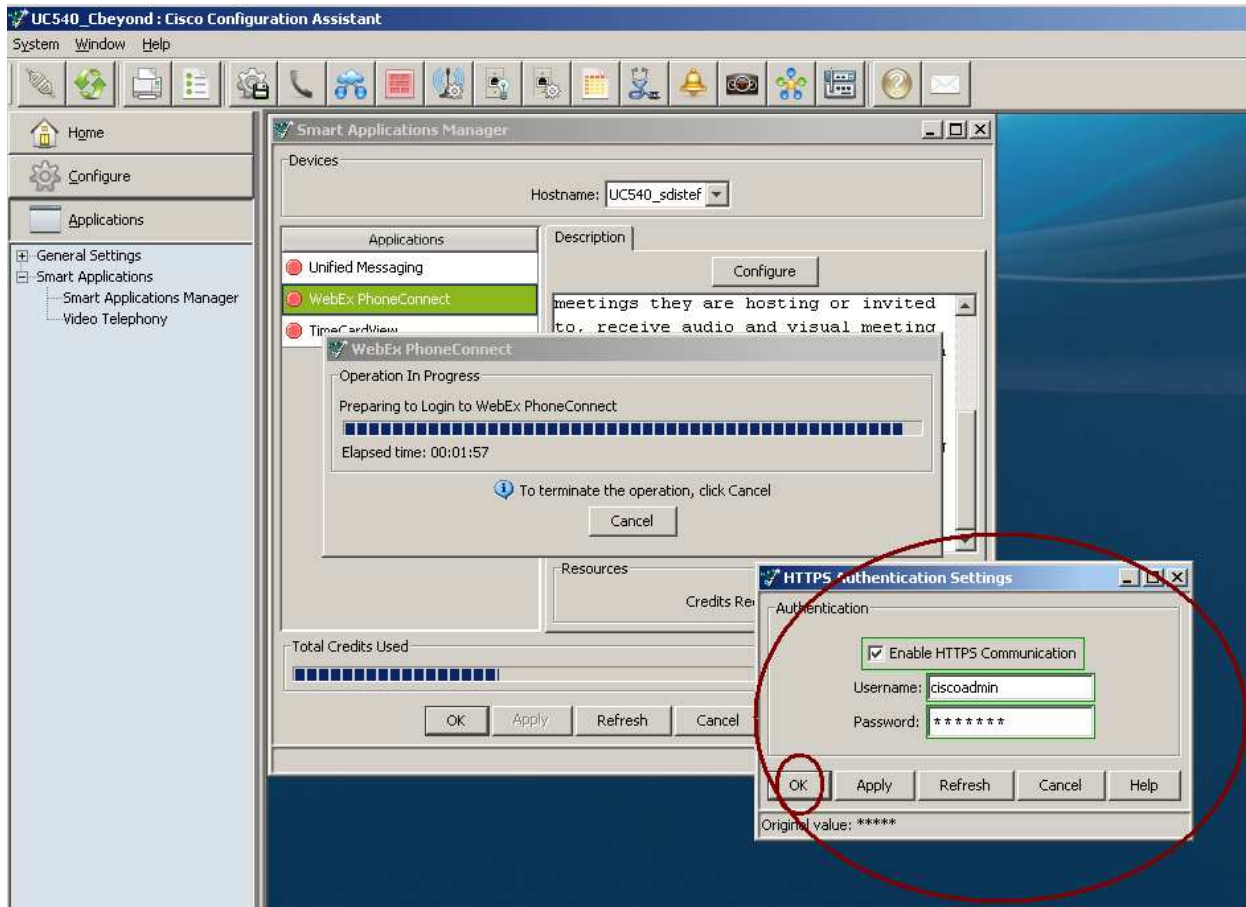 UC540_Cbeyond : Cisco Configuration Assistant
System Window Help
Home
Configure
Applications
General Settings
Smart Applications
Smart Applications Manager
Video Telephony
Smart Applications Manager
Devices
Hostname: UC540_sdistef
Applications
Unified Messaging
WebEx PhoneConnect
TimeCardView
Description
Configure
meetings they are hosting or invited
to, receive audio and visual meeting
WebEx PhoneConnect
Operation In Progress
Preparing to Login to WebEx PhoneConnect
Elapsed time: 00:01:57
To terminate the operation, click Cancel
Cancel
Resources
Credits Re
Total Credits Used
OK Apply Refresh Cancel
HTTPS Authentication Settings
Authentication
Enable HTTPS Communication
Username: ciscoadmin
Password: *******
OK Apply Refresh Cancel Help
Original value: *****